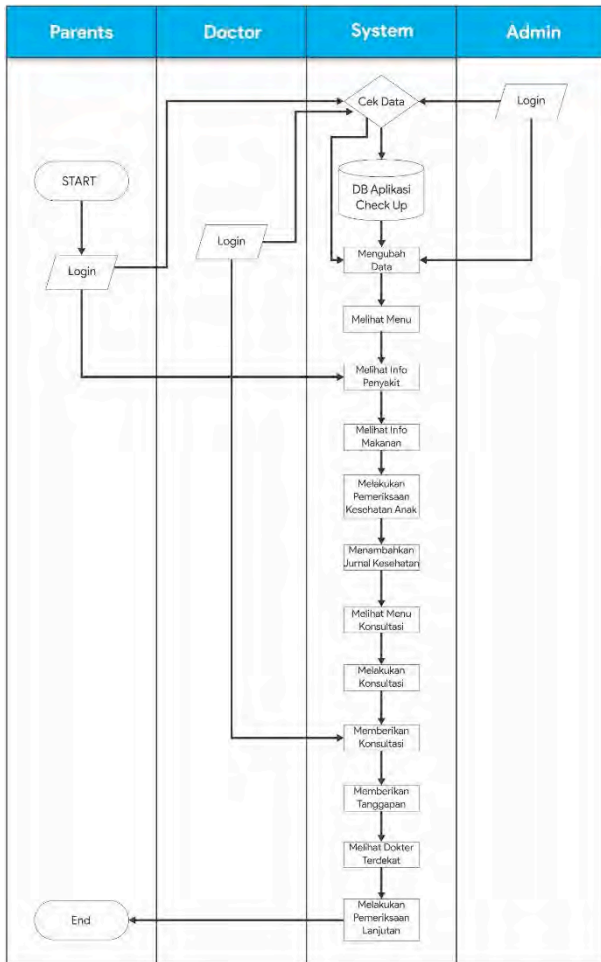 Parents
Doctor
System
Admin
Cek Data
Login
START
DB Aplikasi
Check Up
Login
Login
Mengubah
Data
Melihat Menu
Melihat Info
Penyakit
Melihat Info
Makanan
Melakukan
Pemeriksaan
Kesehatan Anak
Menambahkan
Jurnal Kesehatan
Melihat Menu
Konsultasi
Melakukan
Konsultasi
Memberikan
Konsultasi
Memberikan
Tanggapan
Melihat Dokter
Terdekat
Melakukan
Pemeriksaan
Lanjutan
End